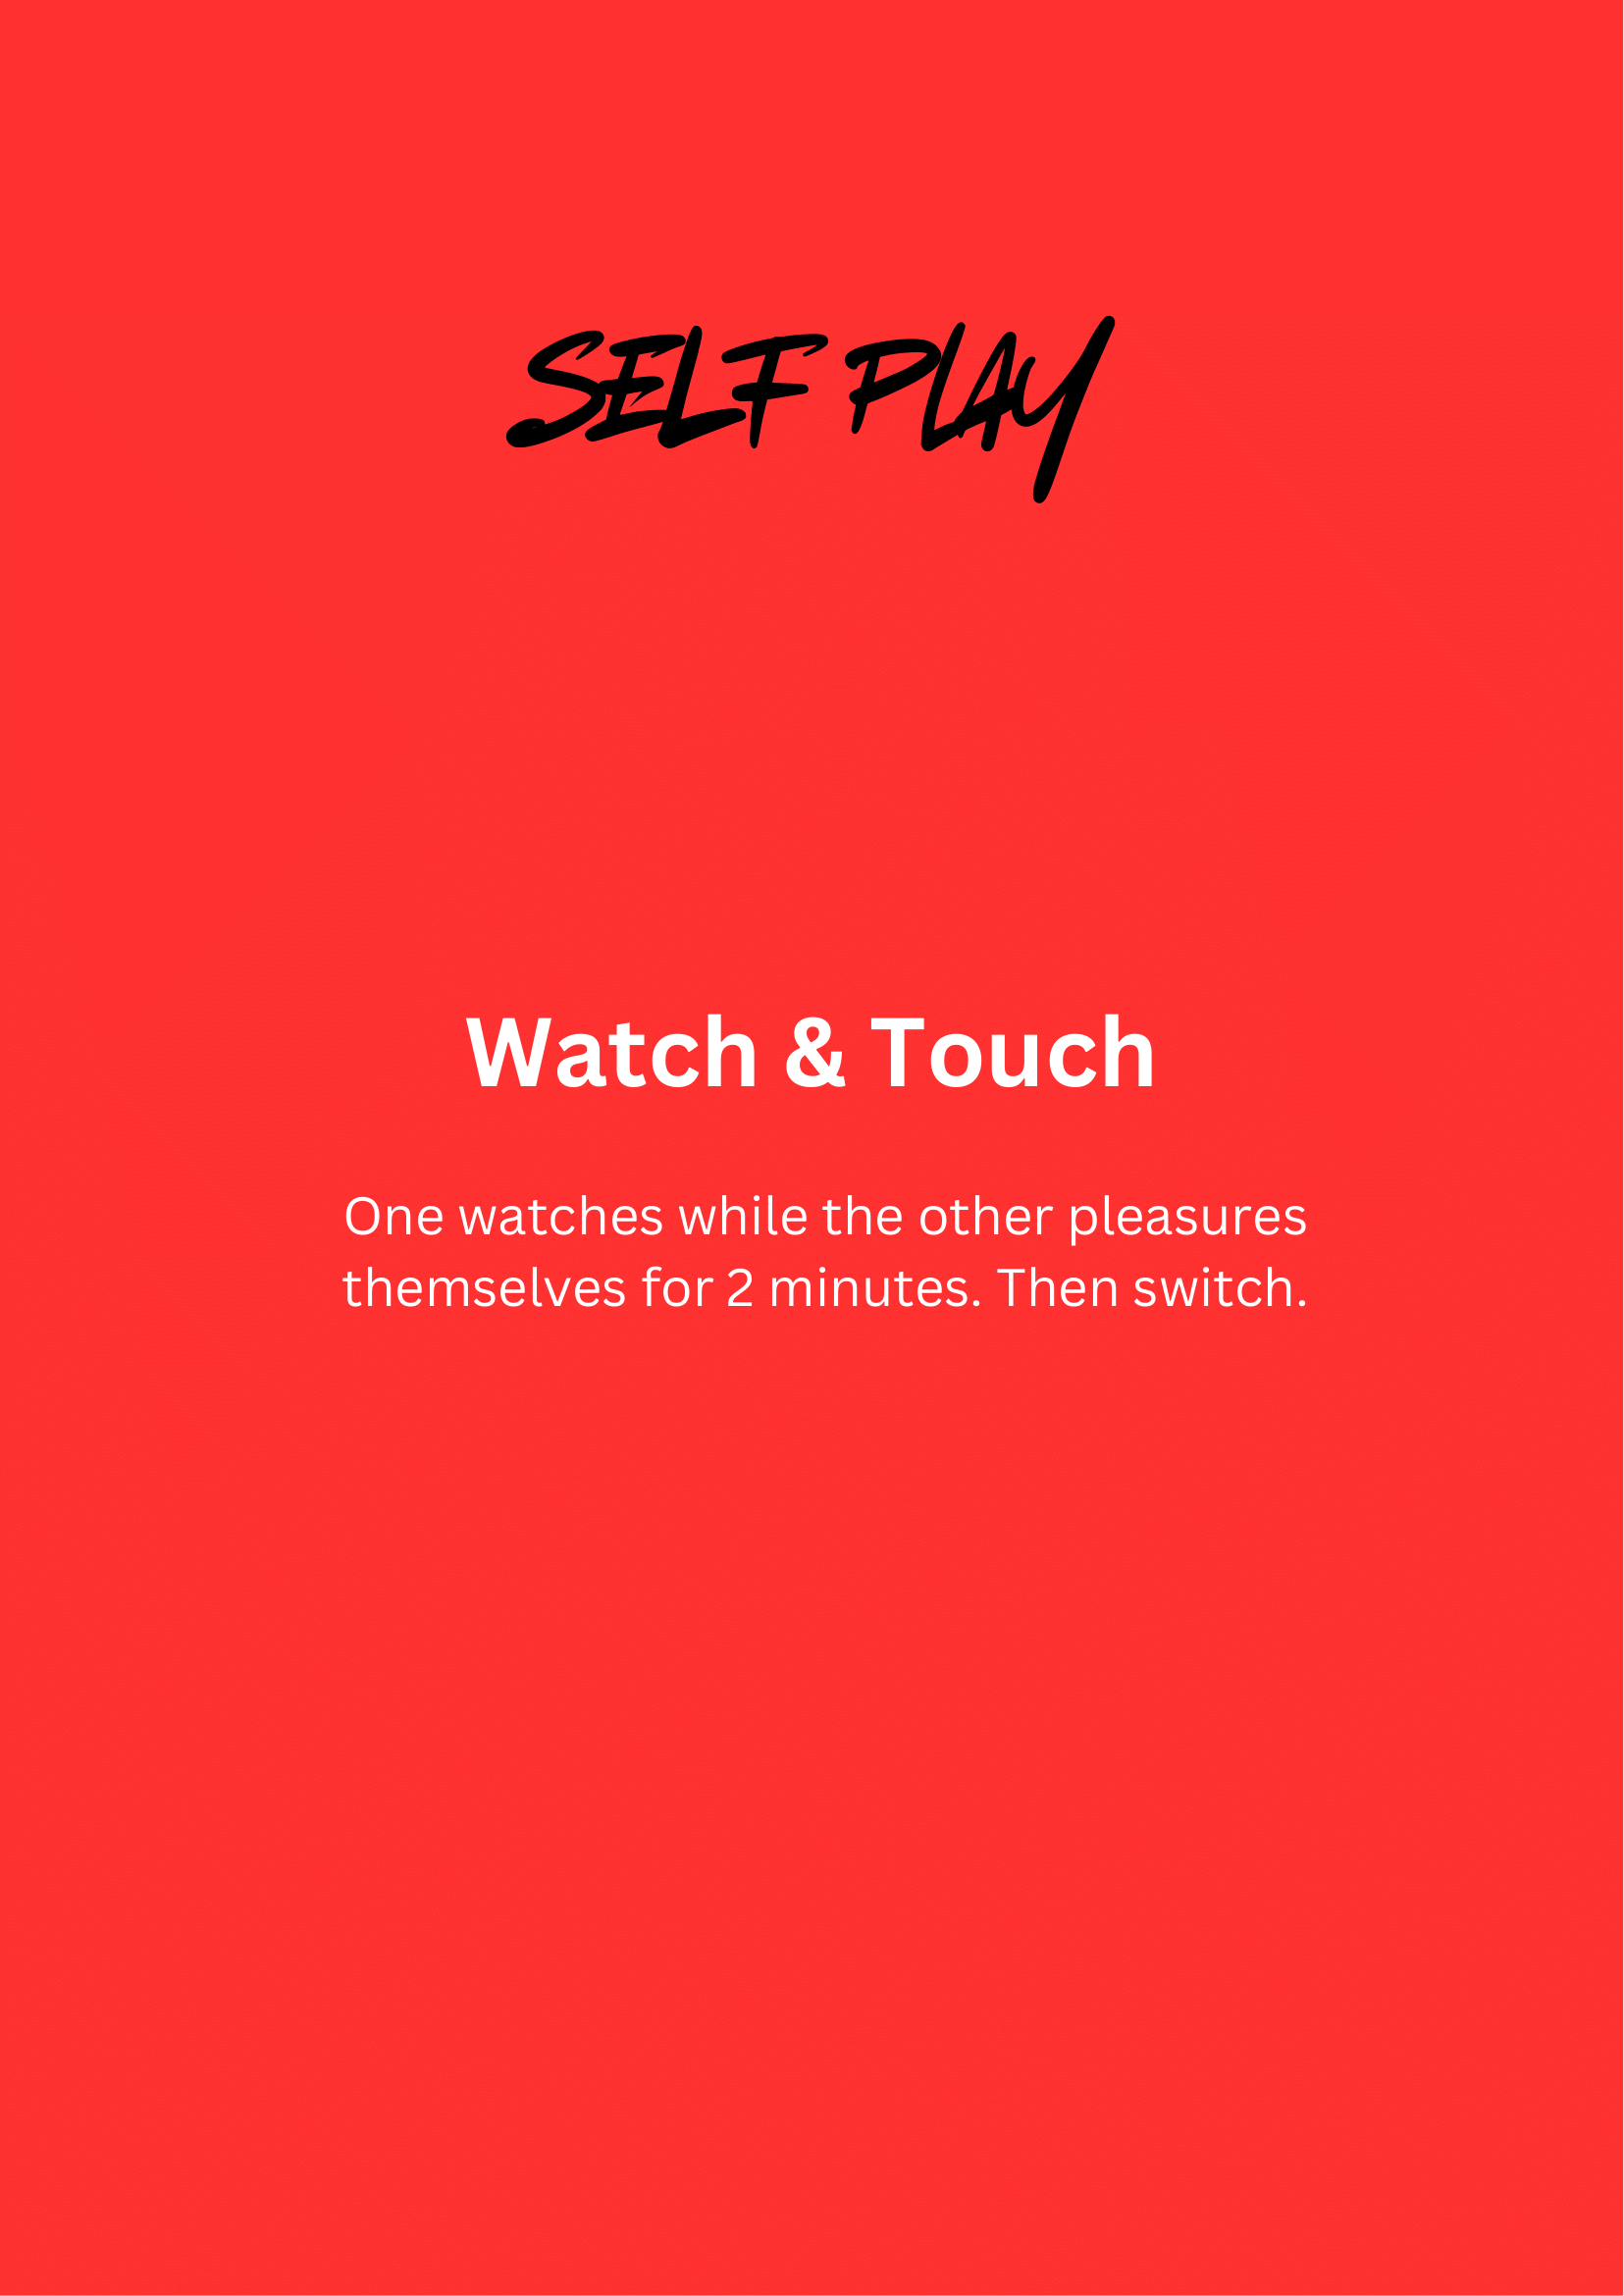 SELF PLAY
Watch & Touch
One watches while the other pleasures
themselves for 2 minutes. Then switch.